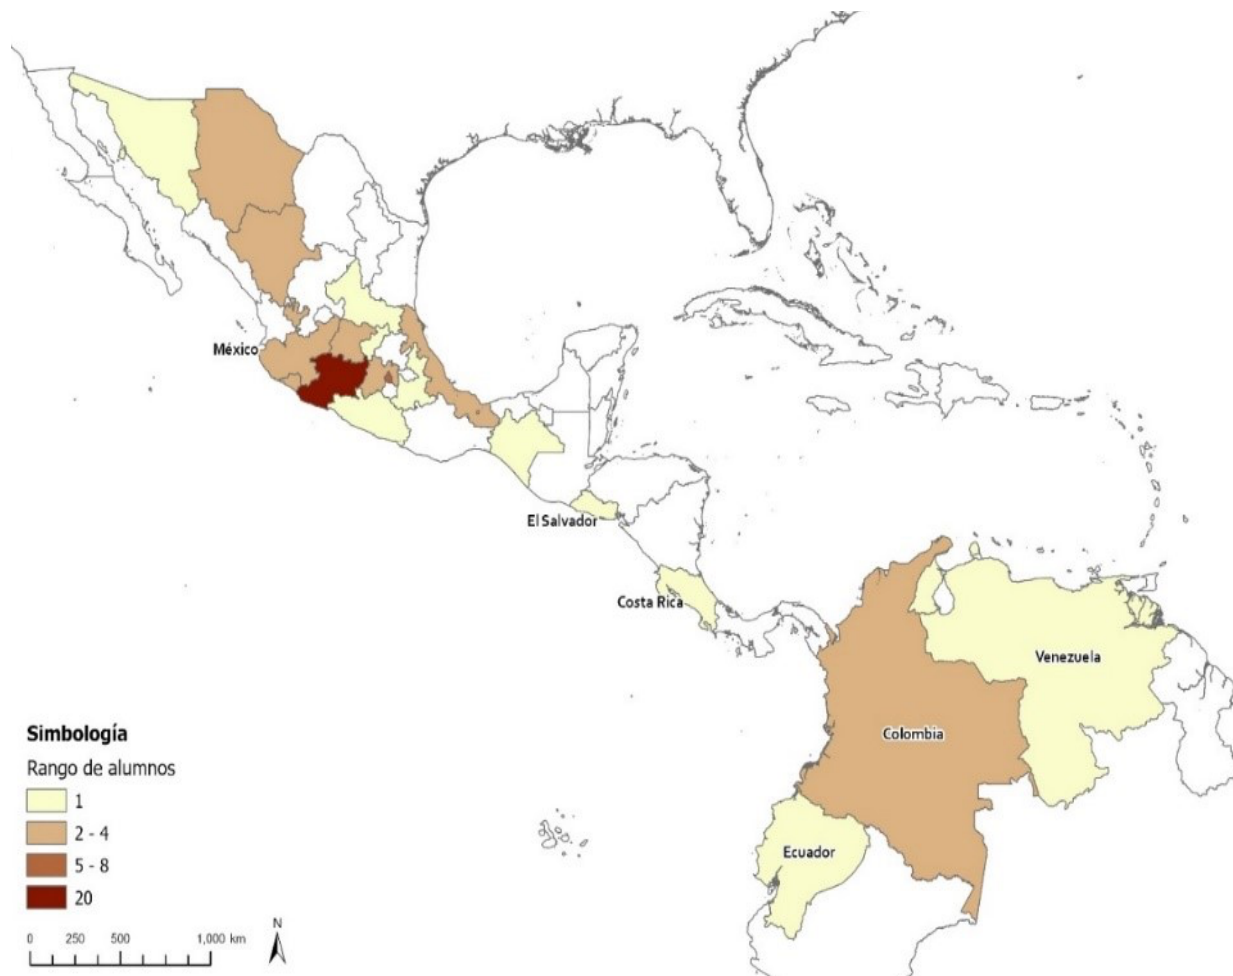 México
El Salvador
Costa Rica
Venezuela
Colombia
Ecuador
Simbología
Rango de alumnos
1
2 - 4
5 - 8
20
0 250 500 1,000 km
N